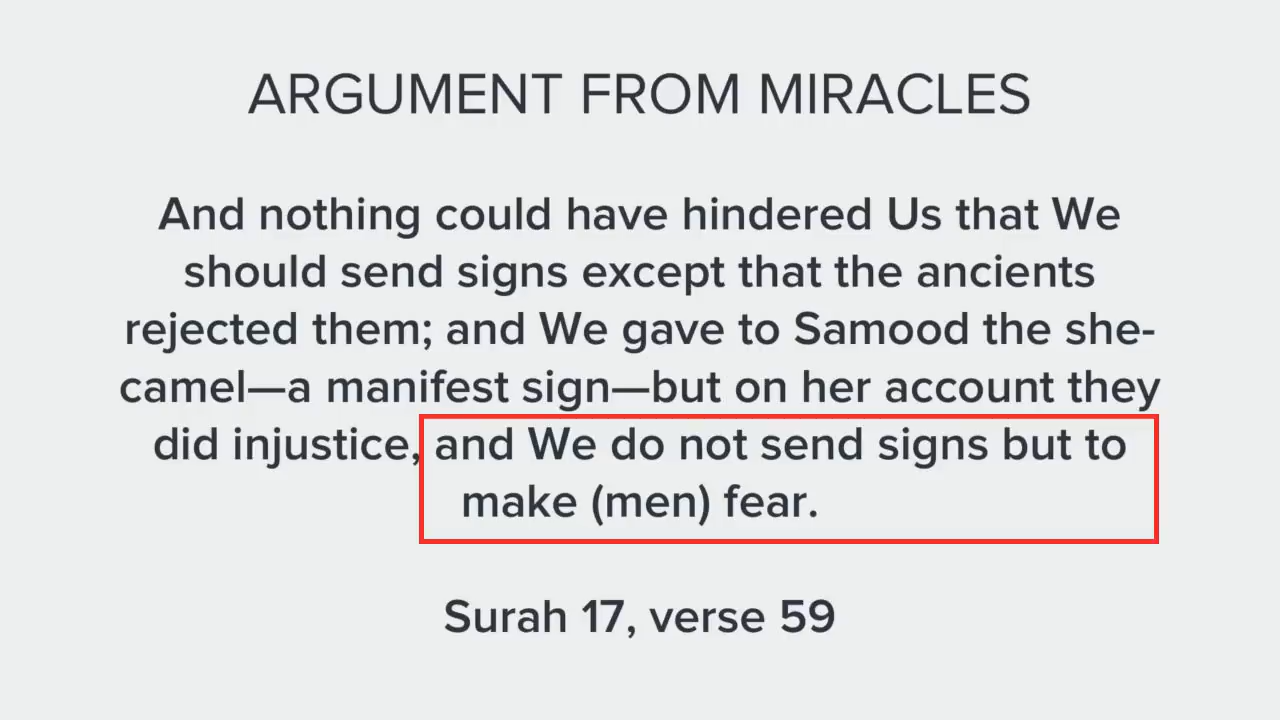 ARGUMENT FROM MIRACLES
And nothing could have hindered Us that We
should send signs except that the ancients
rejected them; and We gave to Samood the she-
camel—a manifest sign—but on her account they
did injustice, and We do not send signs but to
make (men) fear.
Surah 17, verse 59